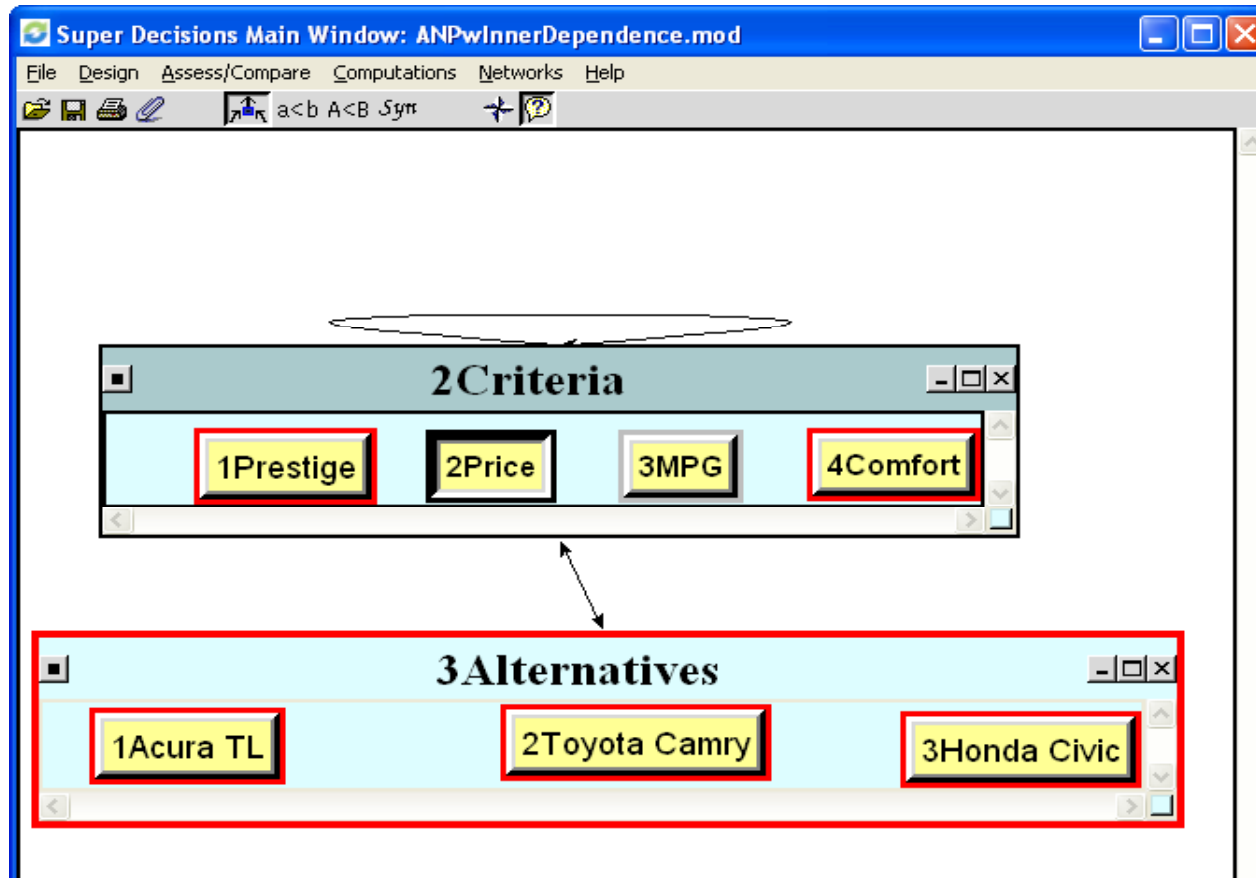 Super Decisions Main Window: ANPwInnerDependence.mod
File Design Assess/Compare Computations Networks Help
a<b A<B Syn
2Criteria
1Prestige 2Price 3MPG 4Comfort
3Alternatives
1Acura TL 2Toyota Camry 3Honda Civic